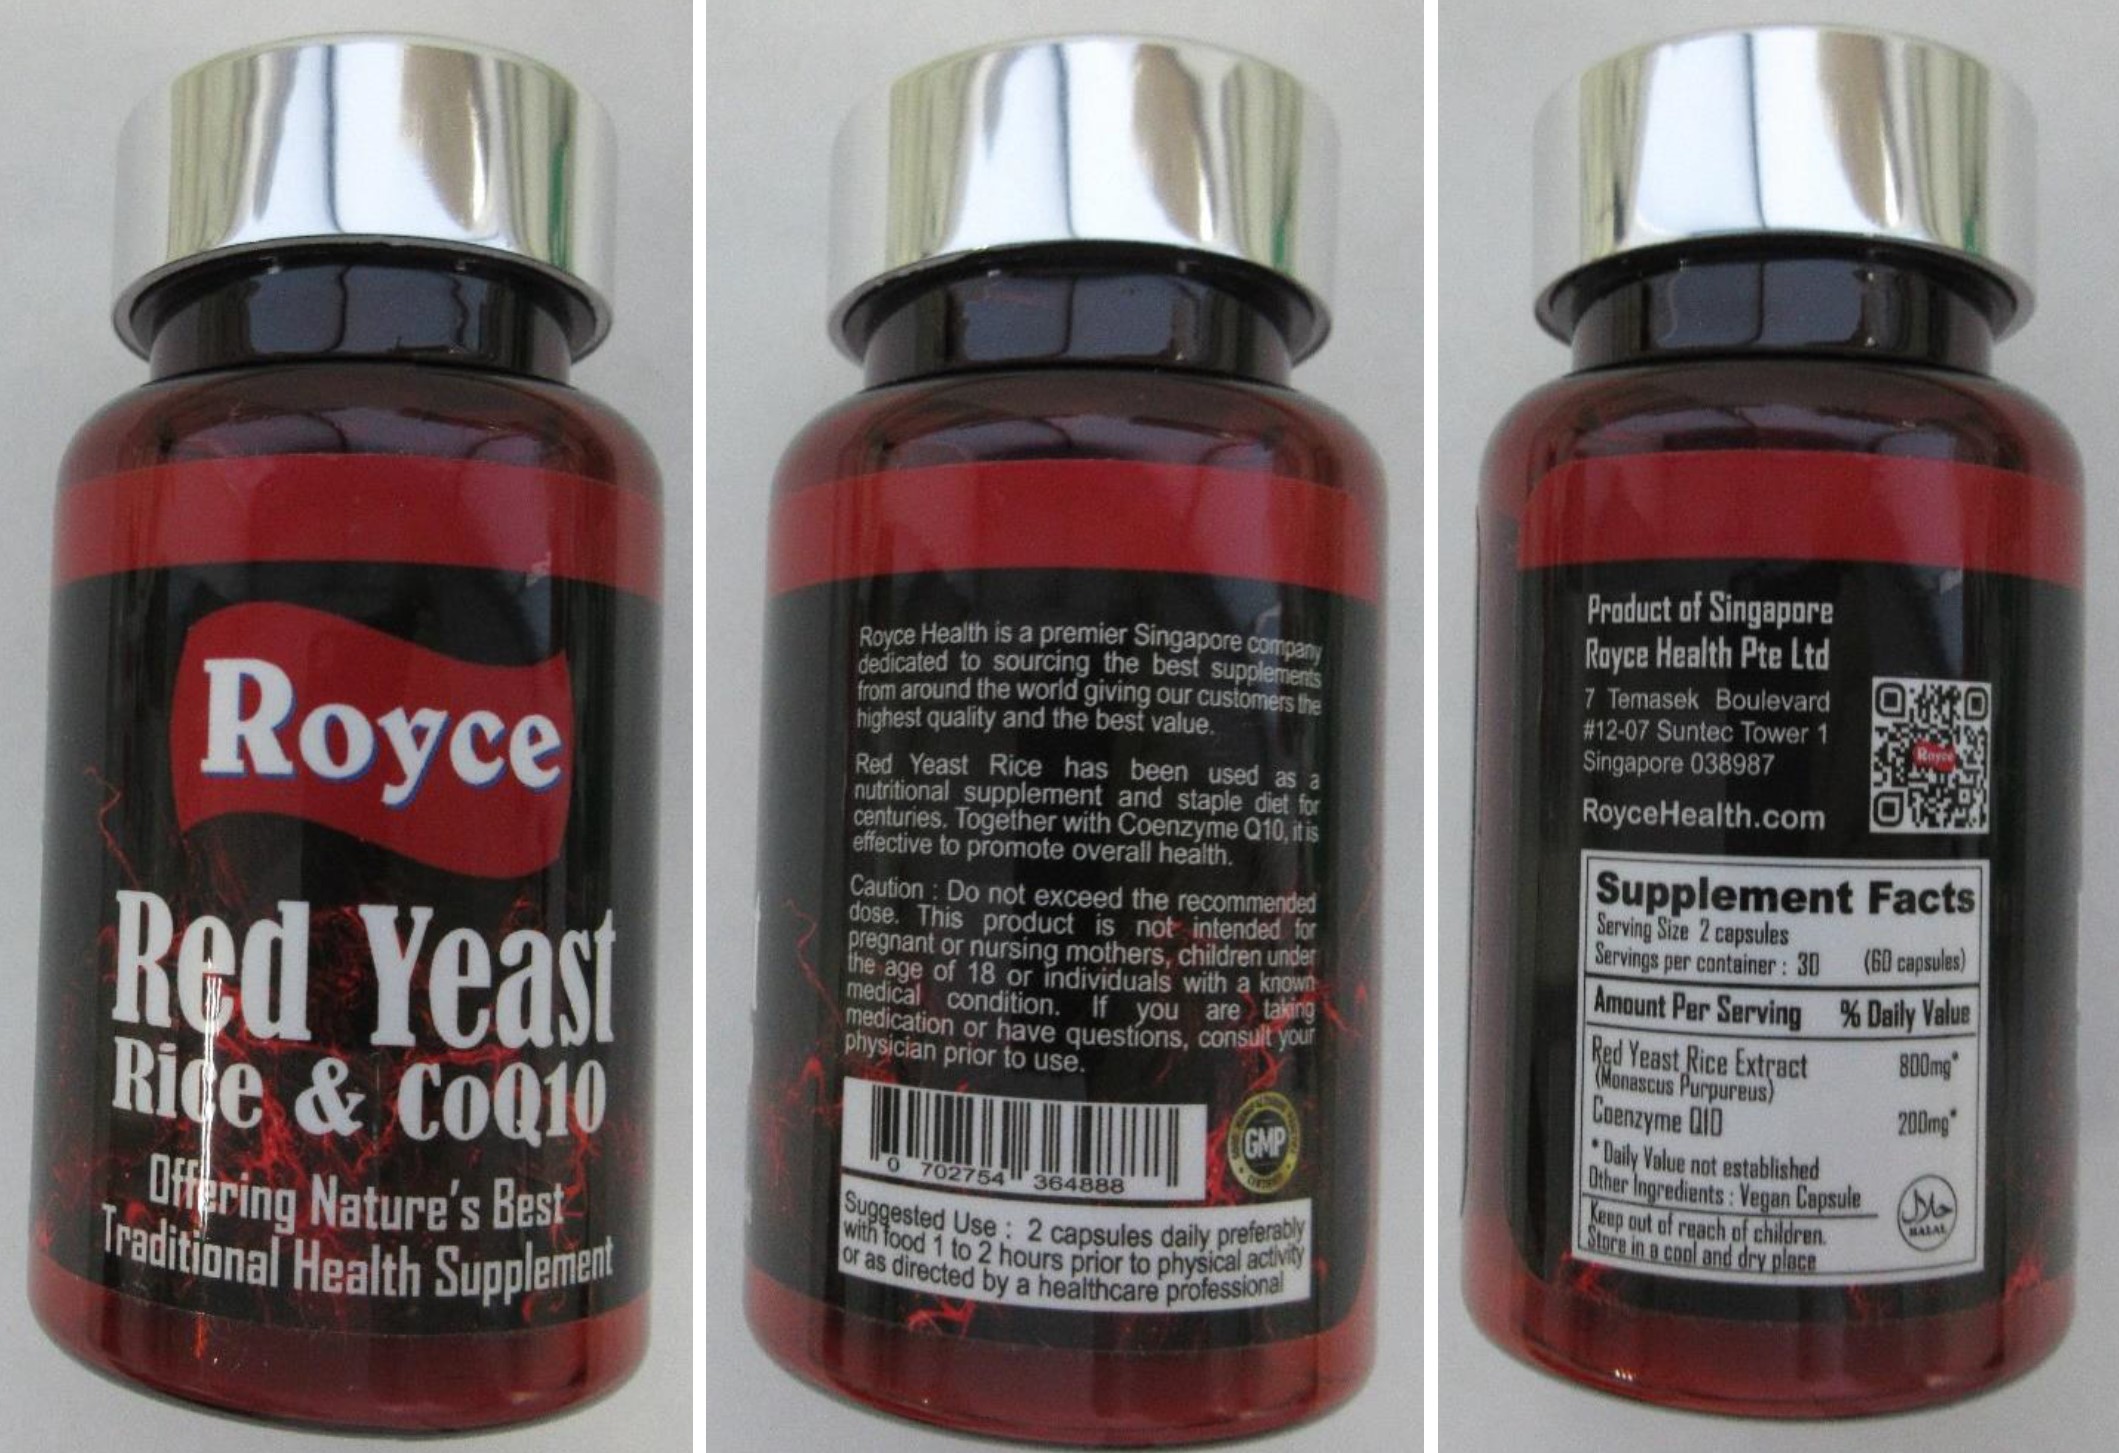 Royce
Red Yeast
Rice & CoQ10
Offering Nature's Best
Traditional Health Supplement
Royce Health is a premier Singapore company
dedicated to sourcing the best supplements
from around the world giving our customers the
highest quality and the best value.
Red Yeast Rice has been used as a
nutritional supplement and staple diet for
centuries. Together with Coenzyme Q10, it is
effective to promote overall health.
Caution : Do not exceed the recommended
dose. This product is not intended for
pregnant or nursing mothers, children under
the age of 18 or individuals with a known
medical condition. If you are taking
medication or have questions, consult your
physician prior to use.
0 702754 364888
GMP
CERTIFIED
Suggested Use : 2 capsules daily preferably
with food 1 to 2 hours prior to physical activity
or as directed by a healthcare professional
Product of Singapore
Royce Health Pte Ltd
7 Temasek Boulevard
#12-07 Suntec Tower 1
Singapore 038987
Royce
RoyceHealth.com
Supplement Facts
Serving Size 2 capsules
Servings per container : 30 (60 capsules)
Amount Per Serving % Daily Value
Red Yeast Rice Extract 800mg*
(Monascus Purpureus)
Coenzyme Q10 200mg*
* Daily Value not established
Other Ingredients : Vegan Capsule
Keep out of reach of children.
Store in a cool and dry place
حلال
HALAL